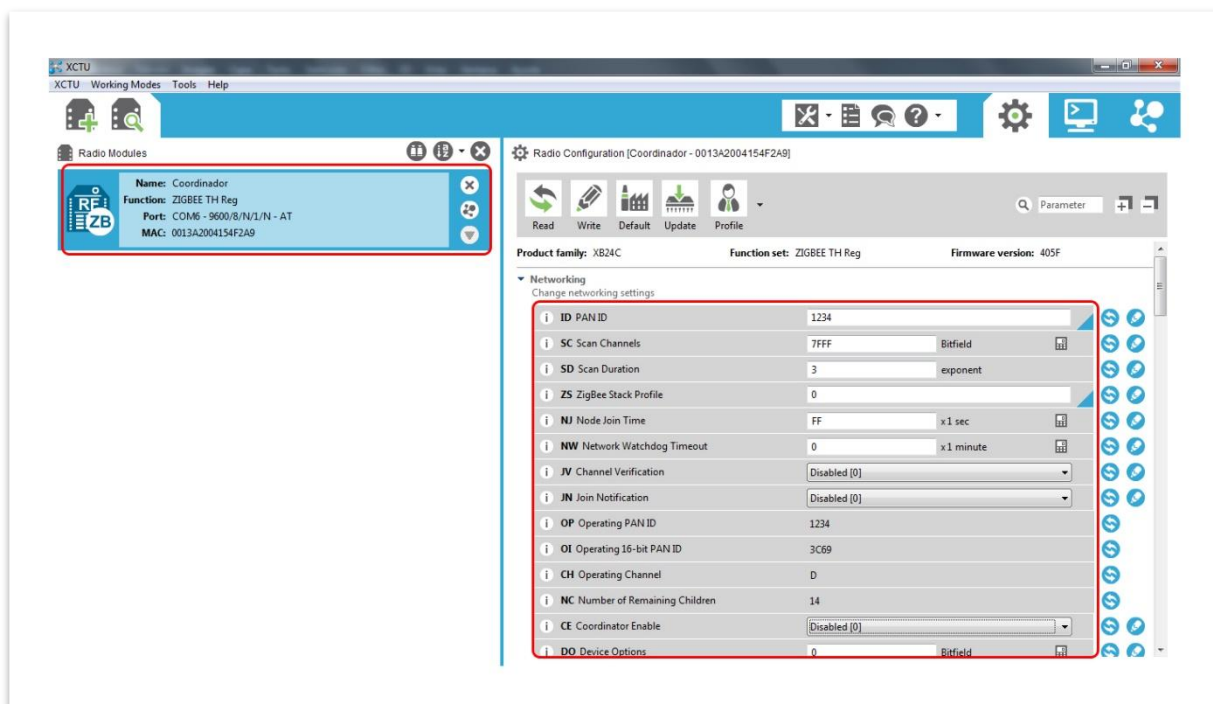 XCTU
XCTU Working Modes Tools Help
Radio Modules
Name: Coordinador
Function: ZIGBEE TH Reg
Port: COM6 - 9600/8/N/1/N - AT
MAC: 0013A2004154F2A9
RF
ZB
Radio Configuration [Coordinador - 0013A2004154F2A9]
Read Write Default Update Profile
Parameter
Product family: XB24C Function set: ZIGBEE TH Reg Firmware version: 405F
Networking
Change networking settings
i ID PAN ID 1234
i SC Scan Channels 7FFF Bitfield
i SD Scan Duration 3 exponent
i ZS ZigBee Stack Profile 0
i NJ Node Join Time FF x 1 sec
i NW Network Watchdog Timeout 0 x 1 minute
i JV Channel Verification Disabled [0]
i JN Join Notification Disabled [0]
i OP Operating PAN ID 1234
i OI Operating 16-bit PAN ID 3C69
i CH Operating Channel D
i NC Number of Remaining Children 14
i CE Coordinator Enable Disabled [0]
i DO Device Options 0 Bitfield